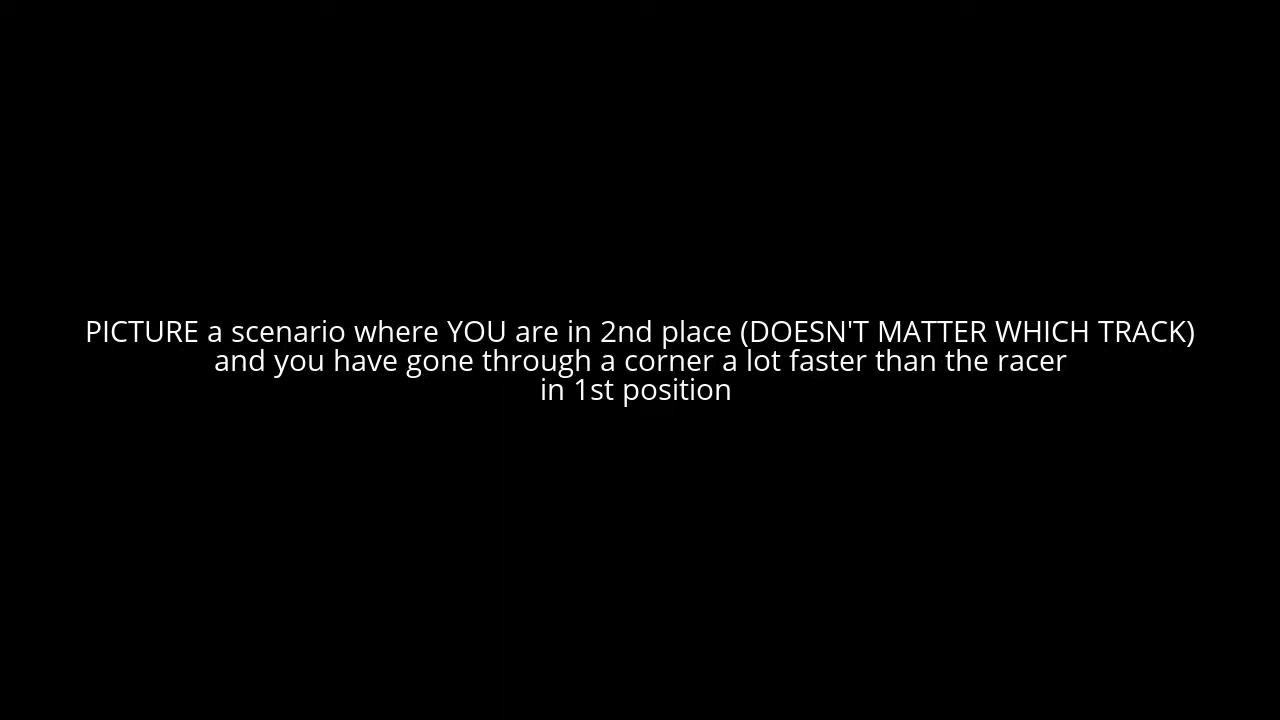 PICTURE a scenario where YOU are in 2nd place (DOESN'T MATTER WHICH TRACK)
and you have gone through a corner a lot faster than the racer
in 1st position